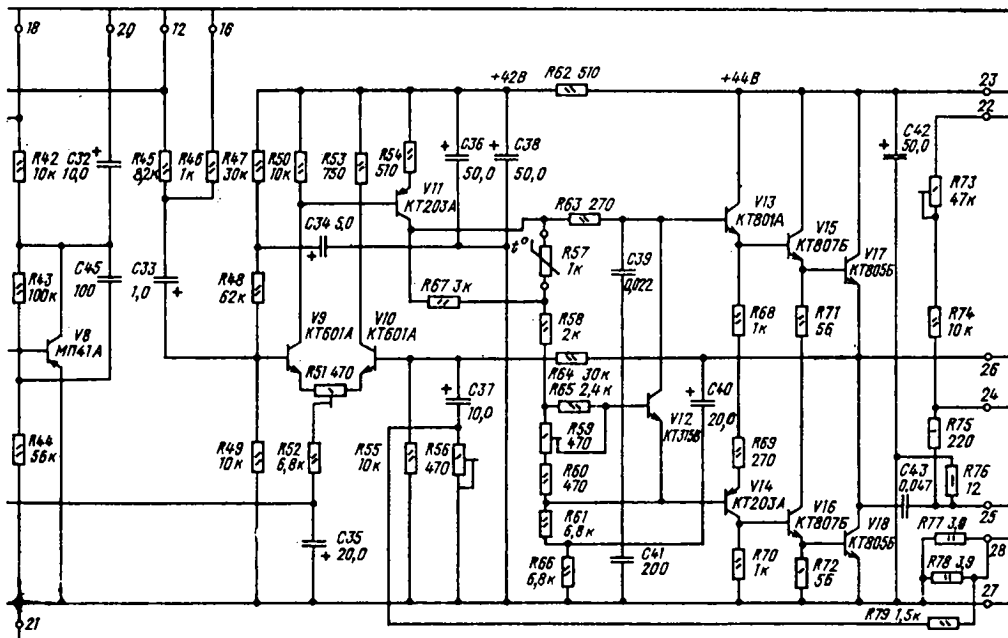 18
20
12
16
+42В
R62 510
+44В
23
22
R42
10к
C32
10,0
+
R45
8,2к
R46
1к
R47
30к
R50
10к
R53
750
R54
510
V11
КТ203А
+
C36
50,0
+
C38
50,0
R63 270
V13
КТ801А
V15
КТ807Б
V17
КТ805Б
C42
50,0
+
R73
47к
R43
100к
C45
100
C33
1,0
+
C34 5,0
+
R48
62к
t°
R57
1к
C39
0,022
R67 3к
R58
2к
R68
1к
R71
56
R74
10к
V8
МП41А
V9
КТ601А
V10
КТ601А
R51 470
R64 30к
R65 2,4к
26
+
C37
10,0
V12
КТ315В
+
C40
20,0
24
R44
56к
R49
10к
R52
6,8к
R55
10к
R56
470
R59
470
R60
470
R69
270
R75
220
V14
КТ203А
C43
0,047
R76
12
25
R61
6,8к
V16
КТ807Б
V18
КТ805Б
R77 3,9
28
C35
20,0
+
R66
6,8к
C41
200
R70
1к
R72
56
R78 3,9
27
21
R79 1,5к